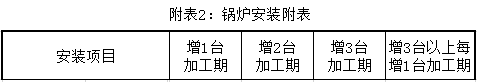 附表2：锅炉安装附表
安装项目 增1台 增2台 增3台 增3台以上每
加工期 加工期 加工期 增1台加工期